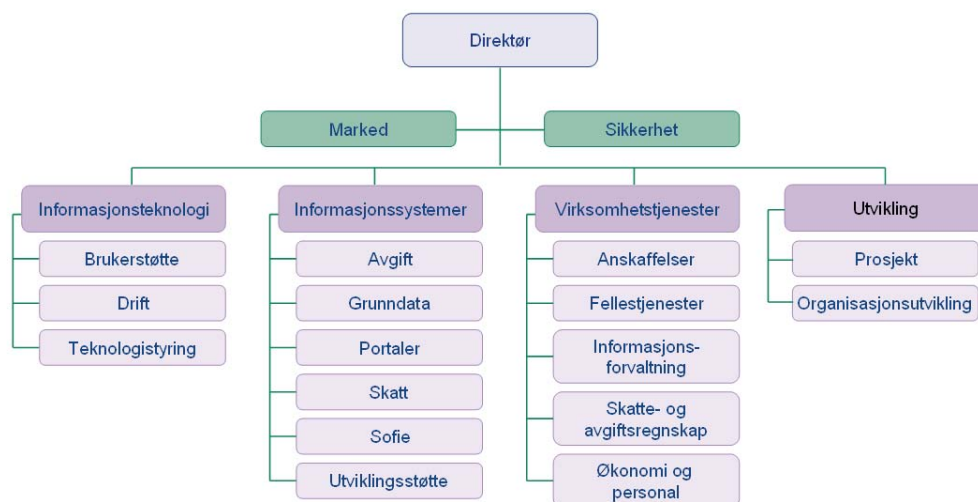 Direktør
Marked
Sikkerhet
Informasjonsteknologi
Brukerstøtte
Drift
Teknologistyring
Informasjonssystemer
Avgift
Grunndata
Portaler
Skatt
Sofie
Utviklingsstøtte
Virksomhetstjenester
Anskaffelser
Fellestjenester
Informasjons-
forvaltning
Skatte- og
avgiftsregnskap
Økonomi og
personal
Utvikling
Prosjekt
Organisasjonsutvikling